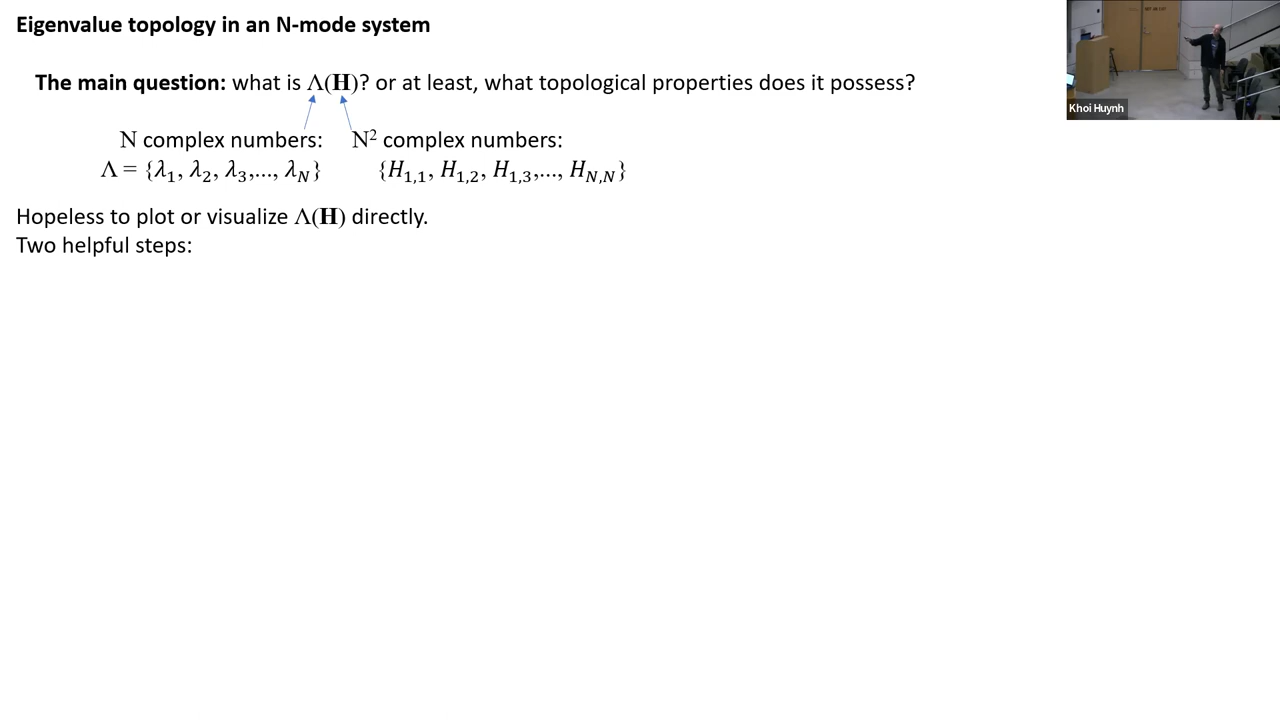 Eigenvalue topology in an N-mode system
The main question: what is Λ(H)? or at least, what topological properties does it possess?
N complex numbers: N² complex numbers:
Λ = {λ₁, λ₂, λ₃,..., λ_N} {H₁,₁, H₁,₂, H₁,₃,..., H_N,N}
Hopeless to plot or visualize Λ(H) directly.
Two helpful steps:
Khoi Huynh